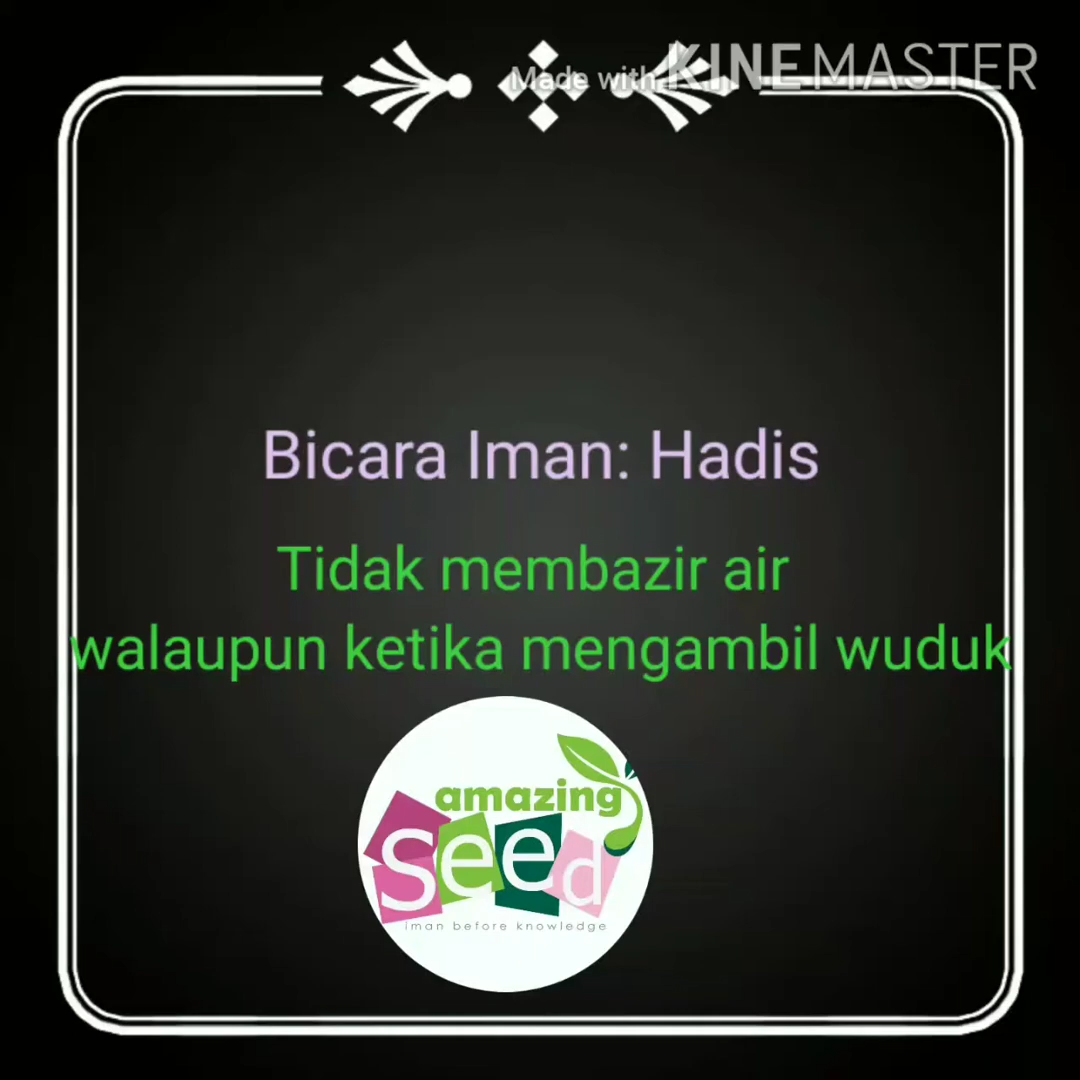 Made with KINEMASTER
Bicara Iman: Hadis
Tidak membazir air
walaupun ketika mengambil wuduk
amazing
seed
iman before knowledge